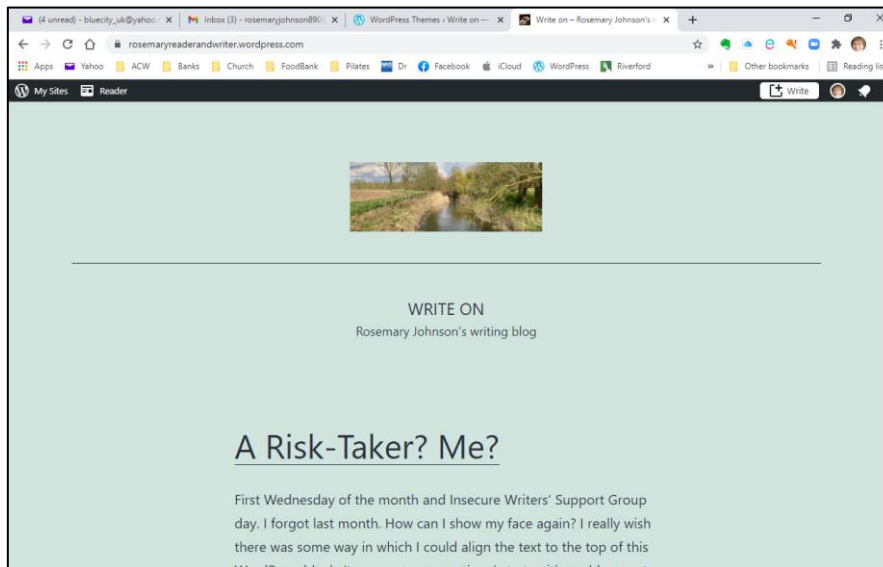 (4 unread) - bluecity_uk@yahoo.c
Inbox (3) - rosemaryjohnson890
WordPress Themes ‹ Write on —
Write on – Rosemary Johnson's w
rosemaryreaderandwriter.wordpress.com
Apps Yahoo ACW Banks Church FoodBank Pilates Dr Facebook iCloud WordPress Riverford » Other bookmarks Reading lis
My Sites Reader Write
WRITE ON
Rosemary Johnson's writing blog
A Risk-Taker? Me?
First Wednesday of the month and Insecure Writers' Support Group
day. I forgot last month. How can I show my face again? I really wish
there was some way in which I could align the text to the top of this